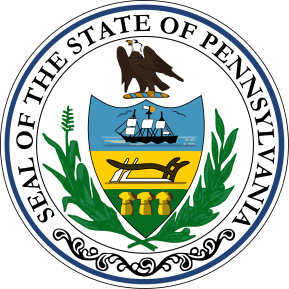 SEAL OF THE STATE OF PENNSYLVANIA